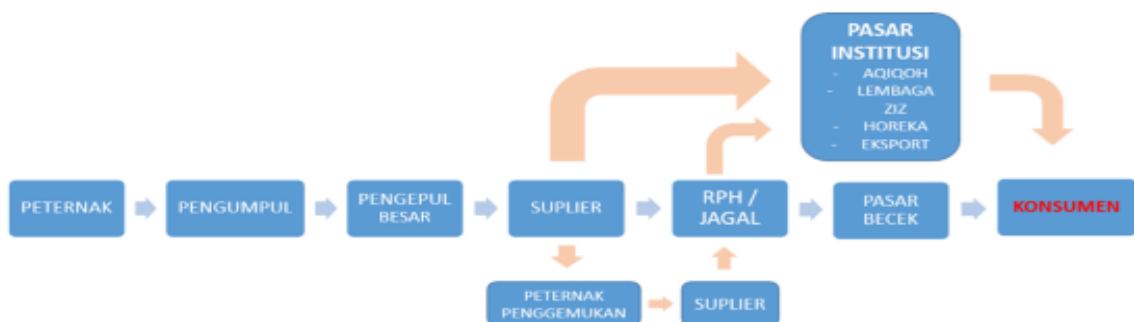 PASAR
INSTITUSI
- AQIQOH
- LEMBAGA
ZIZ
- HOREKA
- EKSPORT
PETERNAK
PENGUMPUL
PENGEPUL
BESAR
SUPLIER
RPH /
JAGAL
PASAR
BECEK
KONSUMEN
PETERNAK
PENGGEMUKAN
SUPLIER